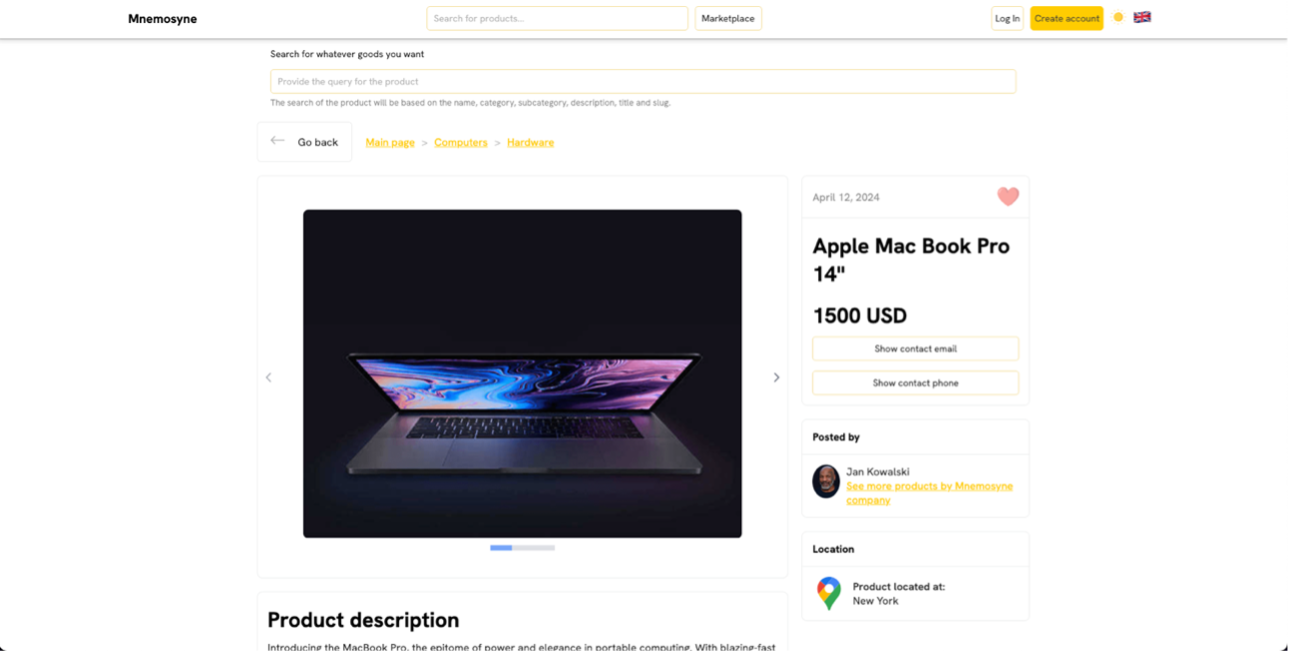 Mnemosyne
Search for products...
Marketplace
Log In
Create account
Search for whatever goods you want
Provide the query for the product
The search of the product will be based on the name, category, subcategory, description, title and slug.
Go back
Main page > Computers > Hardware
April 12, 2024
Apple Mac Book Pro
14"
1500 USD
Show contact email
Show contact phone
Posted by
Jan Kowalski
See more products by Mnemosyne
company
Location
Product located at:
New York
Product description
Introducing the MacBook Pro, the epitome of power and elegance in portable computing. With blazing-fast